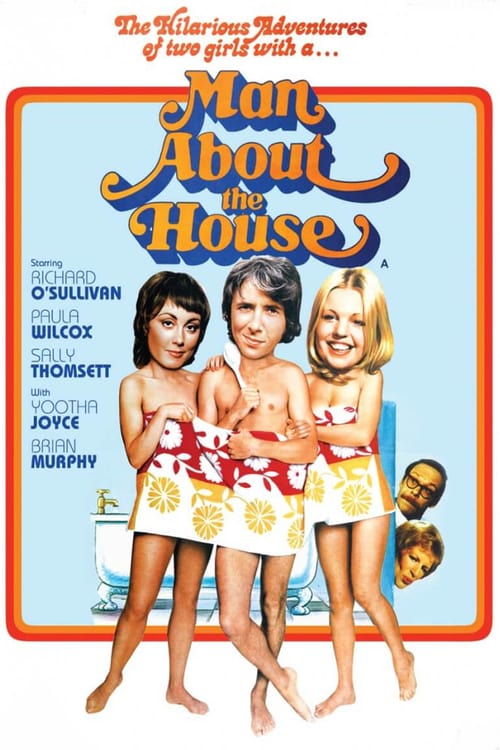 The Hilarious Adventures
of two girls with a...
Man
About
the
House
A
Starring
RICHARD
O'SULLIVAN
PAULA
WILCOX
SALLY
THOMSETT
With
YOOTHA
JOYCE
BRIAN
MURPHY